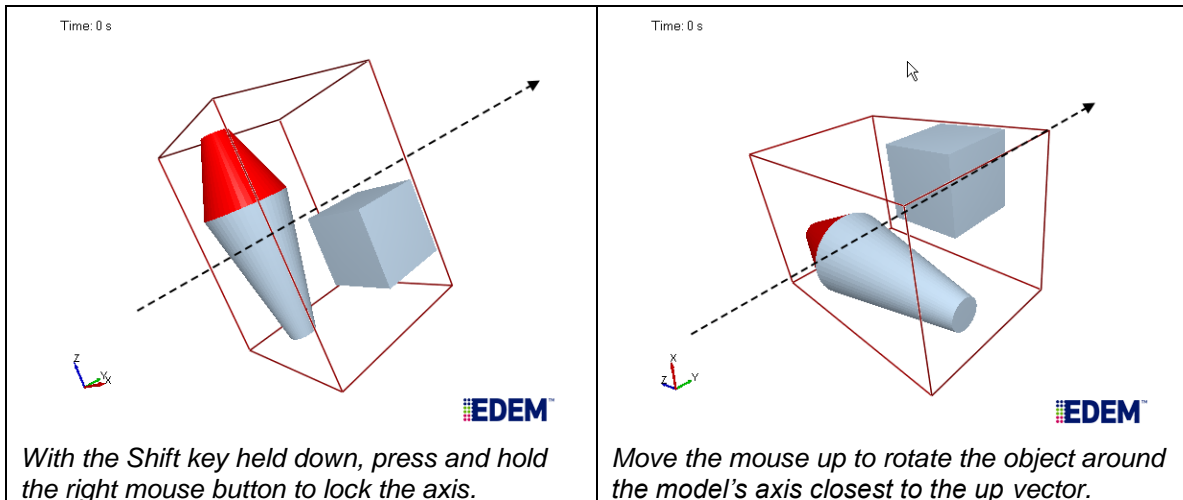 Time: 0 s
Z
Y
X
EDEM™
With the Shift key held down, press and hold
the right mouse button to lock the axis.
Time: 0 s
X
Z
Y
EDEM™
Move the mouse up to rotate the object around
the model's axis closest to the up vector.